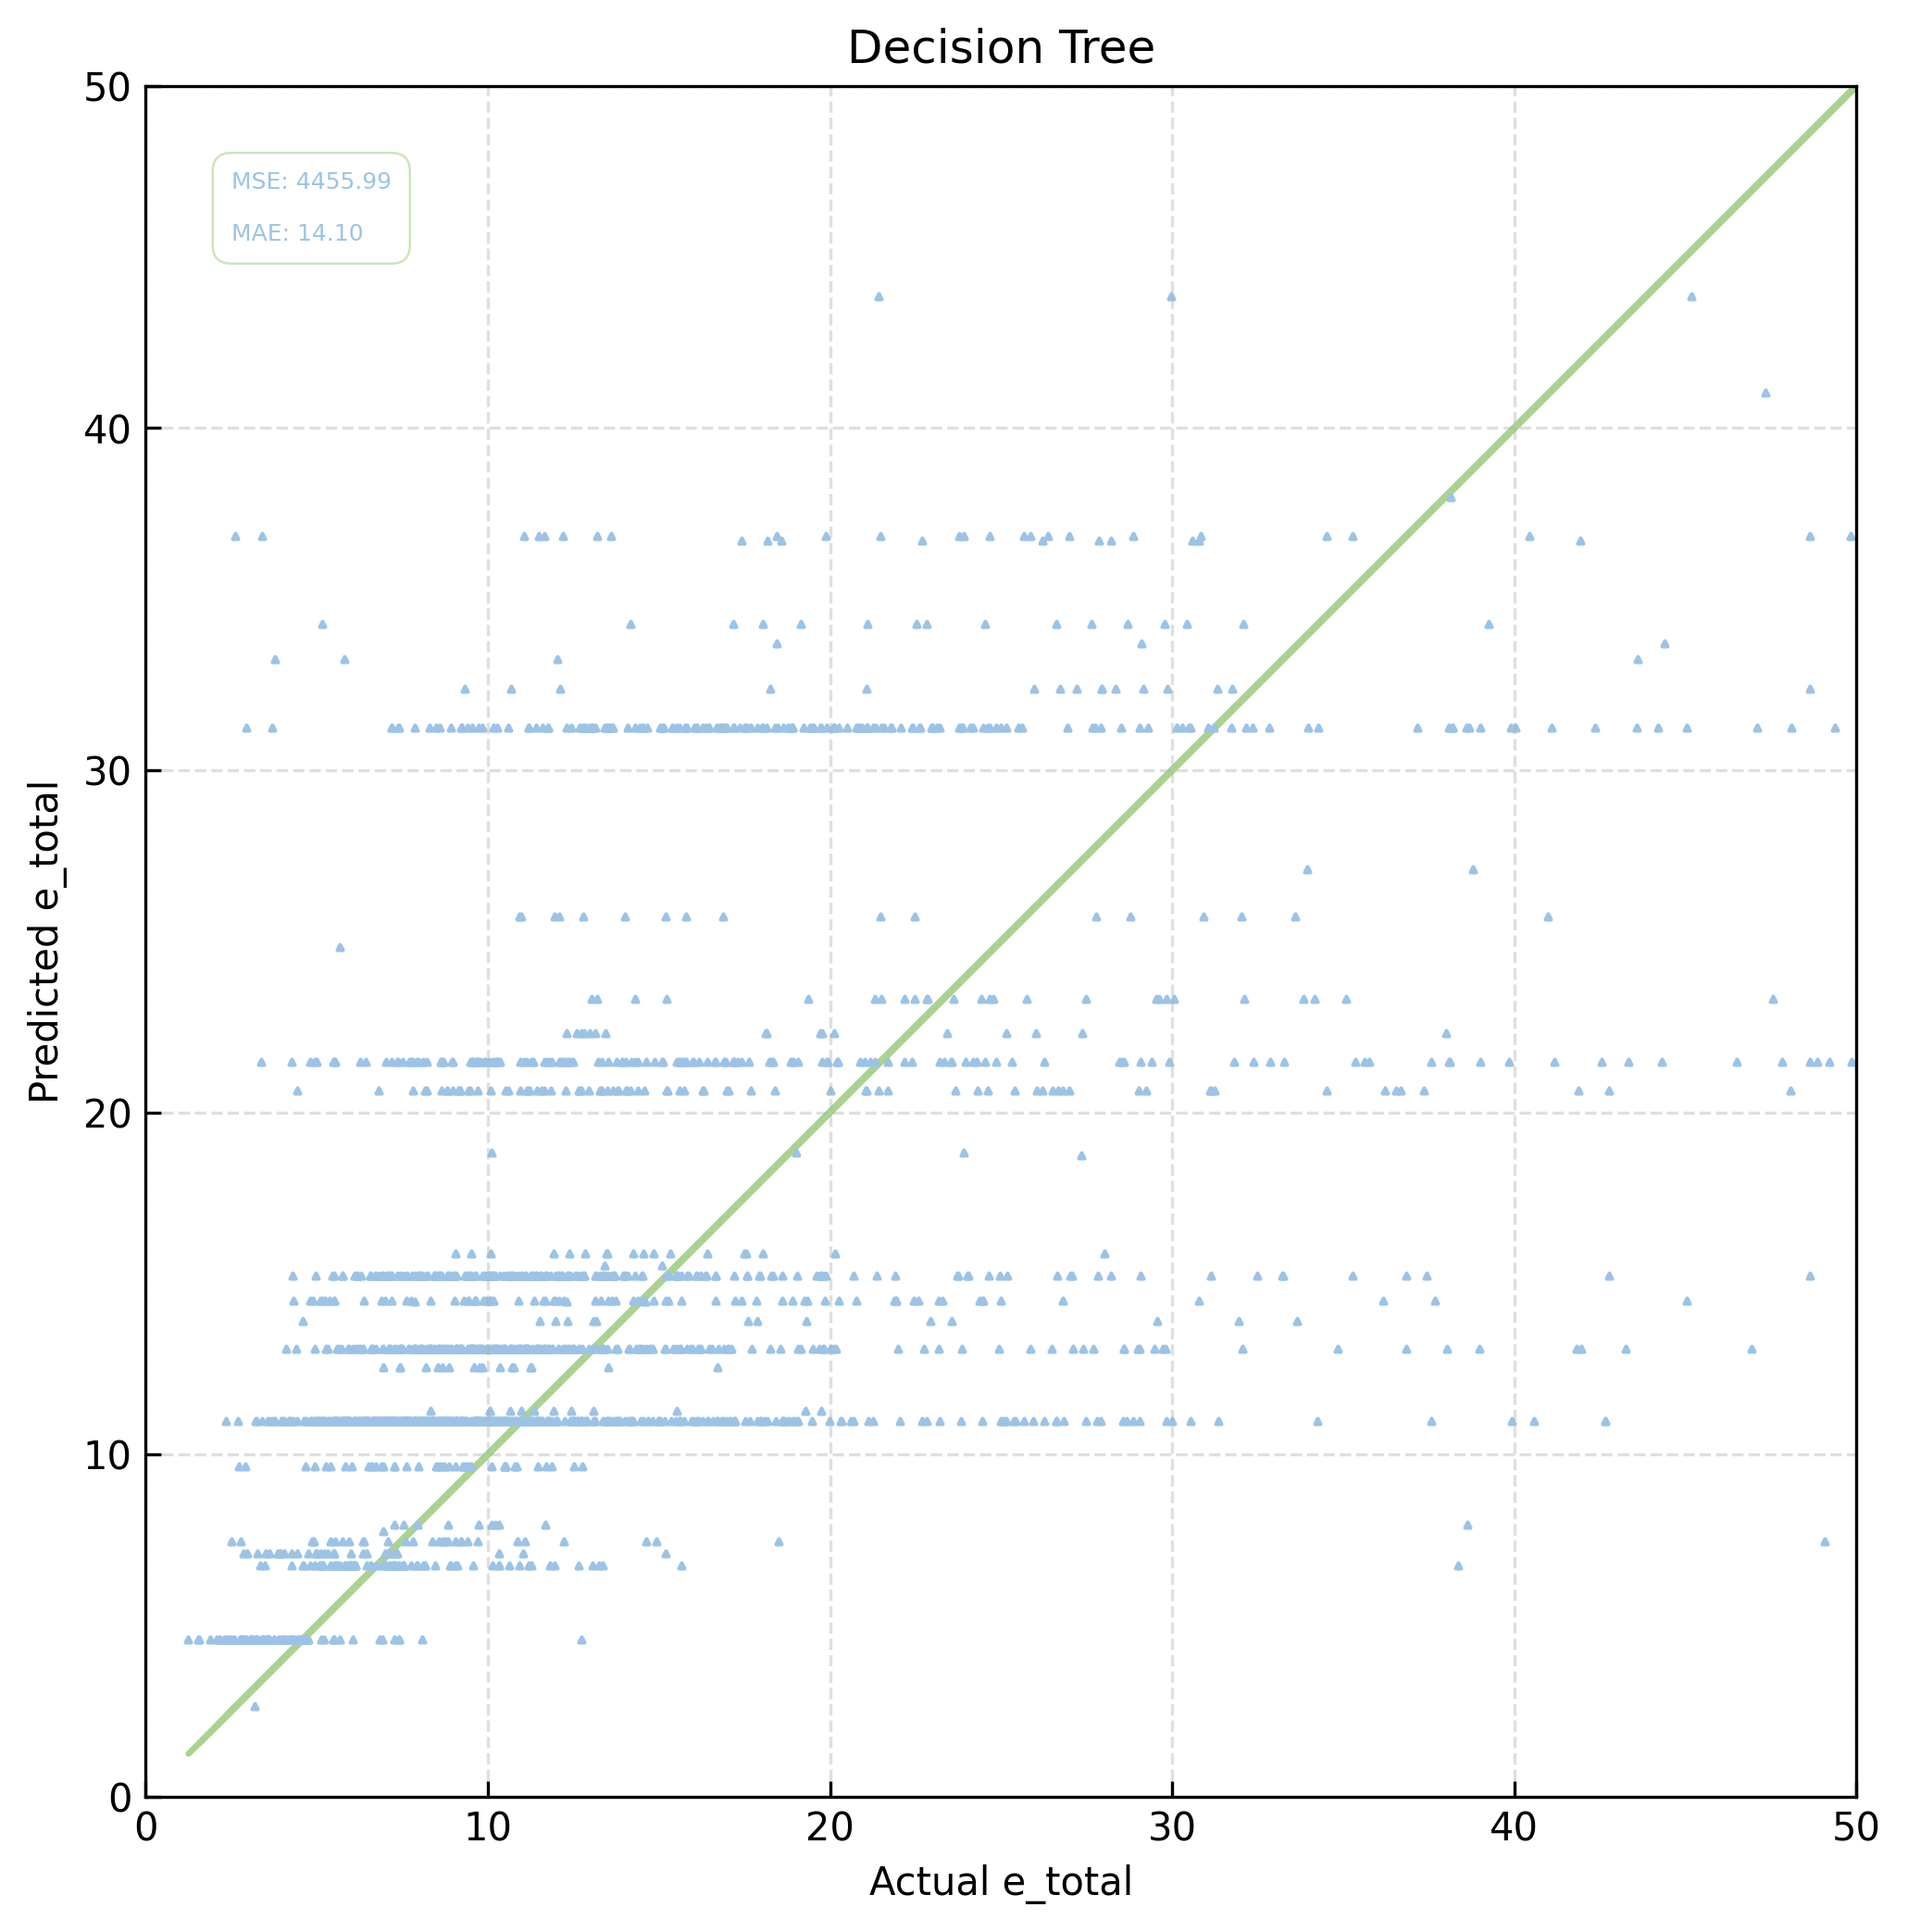 Decision Tree
50
40
30
20
10
0
MSE: 4455.99
MAE: 14.10
Predicted e_total
0 10 20 30 40 50
Actual e_total